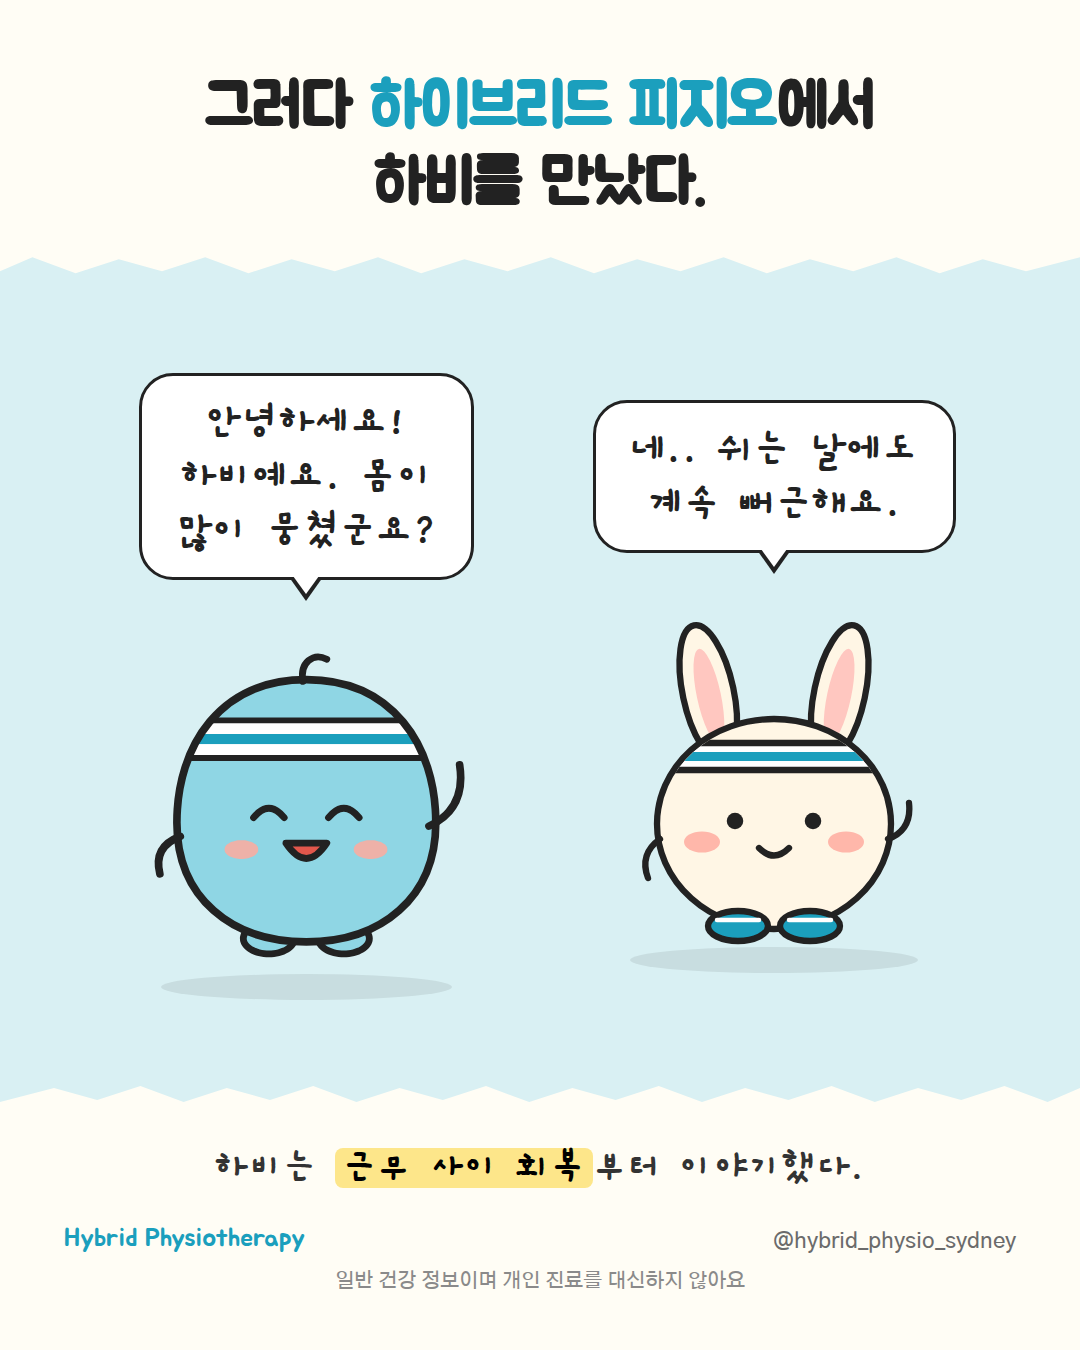 그러다 하이브리드 피지오에서
하비를 만났다.
안녕하세요!
하비예요. 몸이
많이 뭉쳤군요?
네.. 쉬는 날에도
계속 뻐근해요.
하비는 근무 사이 회복부터 이야기했다.
Hybrid Physiotherapy
@hybrid_physio_sydney
일반 건강 정보이며 개인 진료를 대신하지 않아요